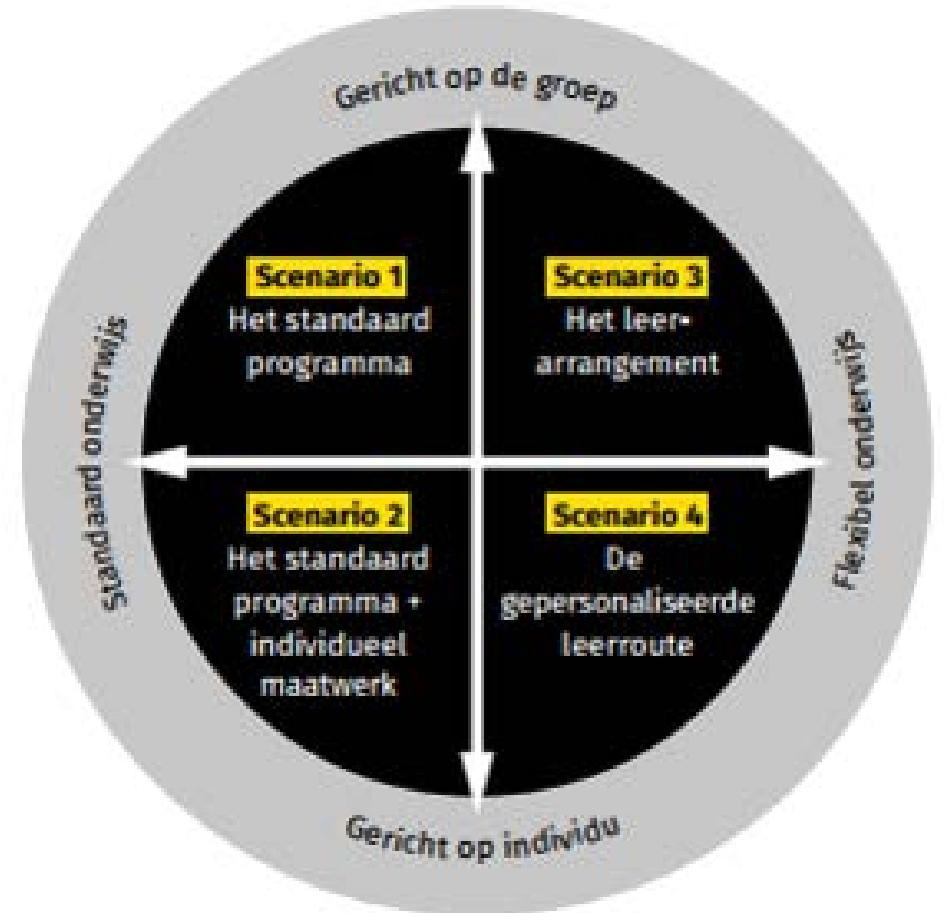 Gericht op de groep
Scenario 1
Het standaard
programma
Scenario 3
Het leer-
arrangement
Standaard onderwijs
Flexibel onderwijs
Scenario 2
Het standaard
programma +
individueel
maatwerk
Scenario 4
De
gepersonaliseerde
leerroute
Gericht op individu